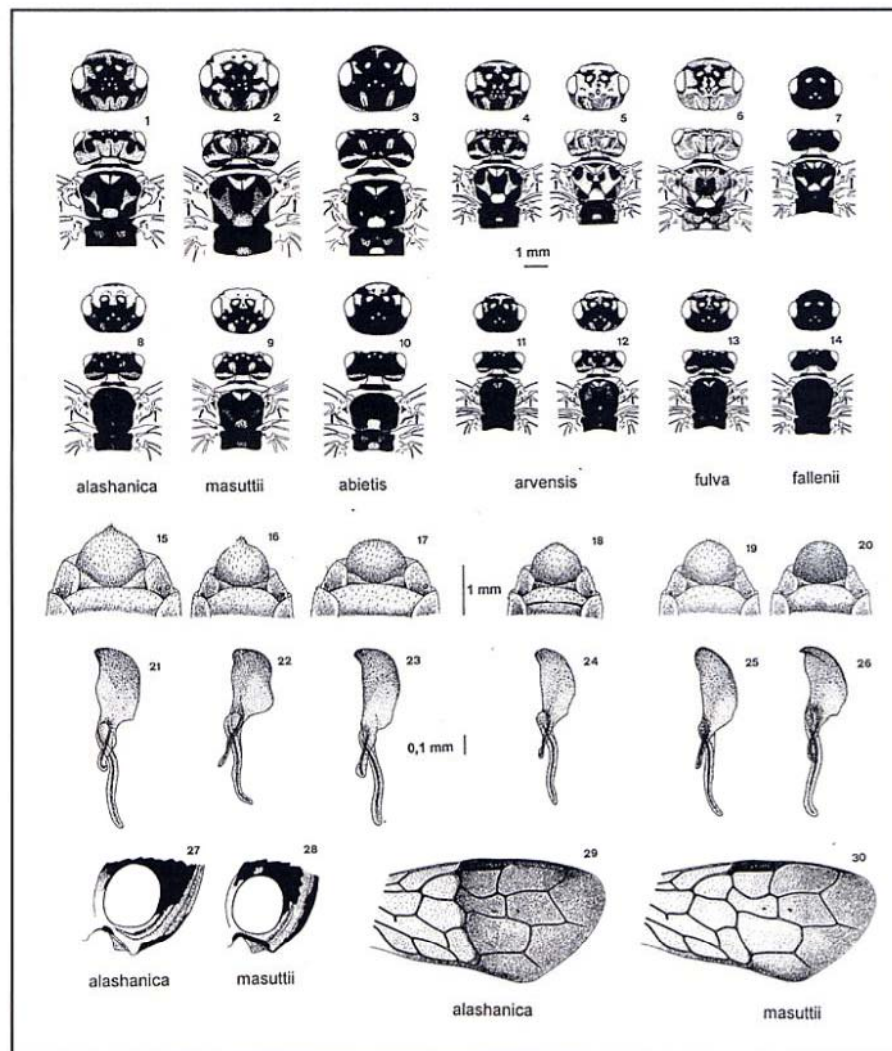 1 2 3 4 5 6 7
1 mm
8 9 10 11 12 13 14
alashanica masuttii abietis arvensis fulva fallenii
15 16 17 18 19 20
1 mm
21 22 23 24 25 26
0,1 mm
27 28 29 30
alashanica masuttii alashanica masuttii